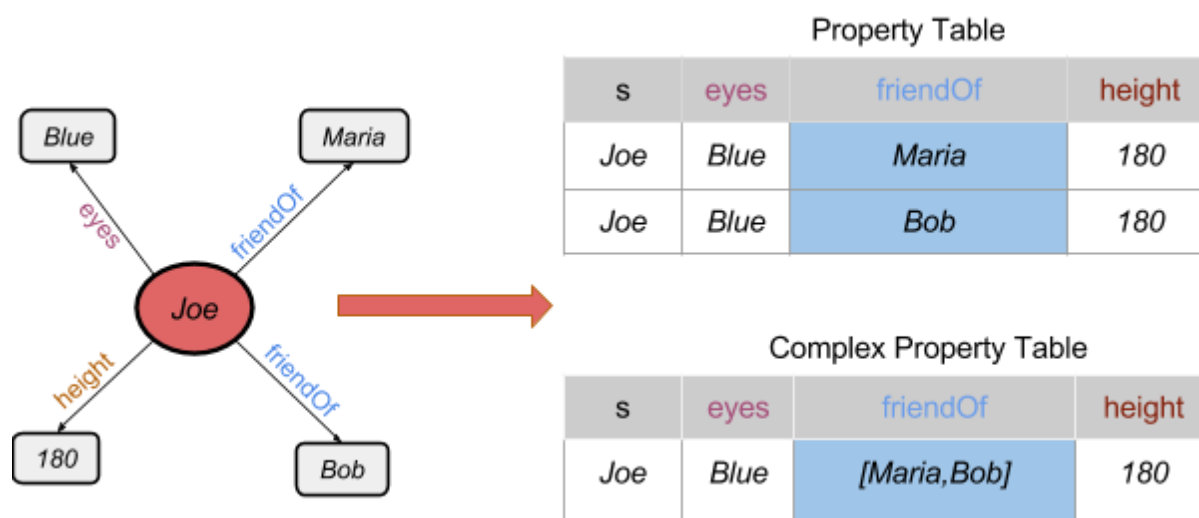 Blue
Maria
eyes
friendOf
Joe
height
friendOf
180
Bob
Property Table
s eyes friendOf height
Joe Blue Maria 180
Joe Blue Bob 180
Complex Property Table
s eyes friendOf height
Joe Blue [Maria,Bob] 180